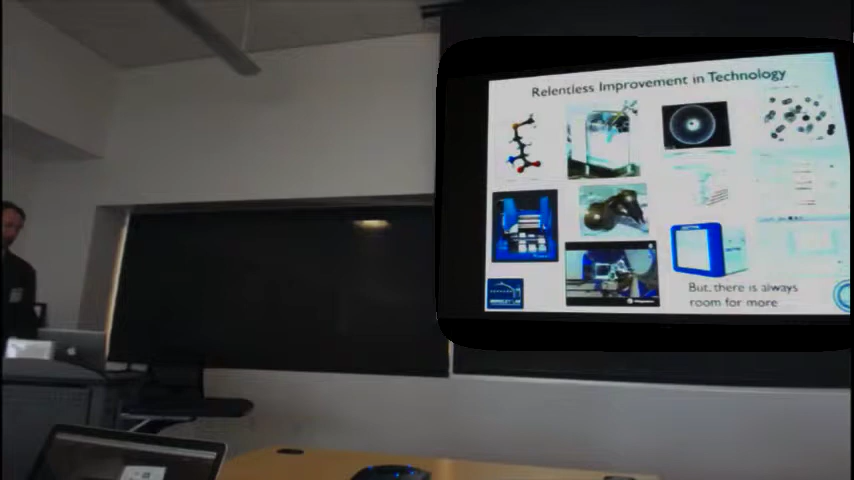 Relentless Improvement in Technology
But, there is always
room for more